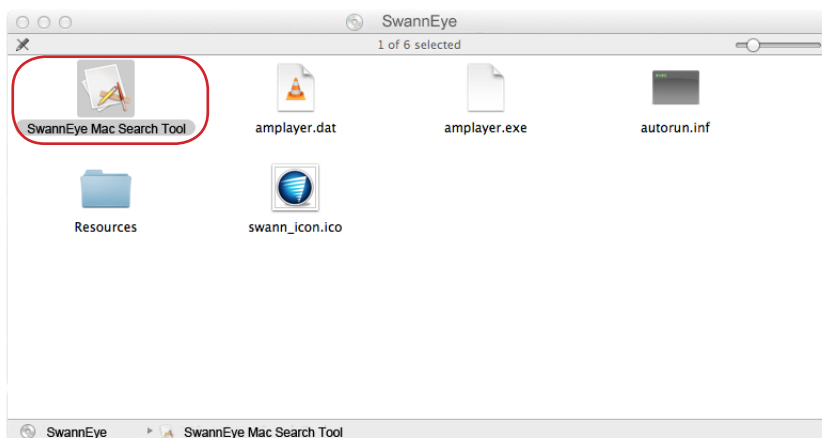 SwannEye
1 of 6 selected
SwannEye Mac Search Tool
amplayer.dat
amplayer.exe
autorun.inf
Resources
swann_icon.ico
SwannEye
SwannEye Mac Search Tool